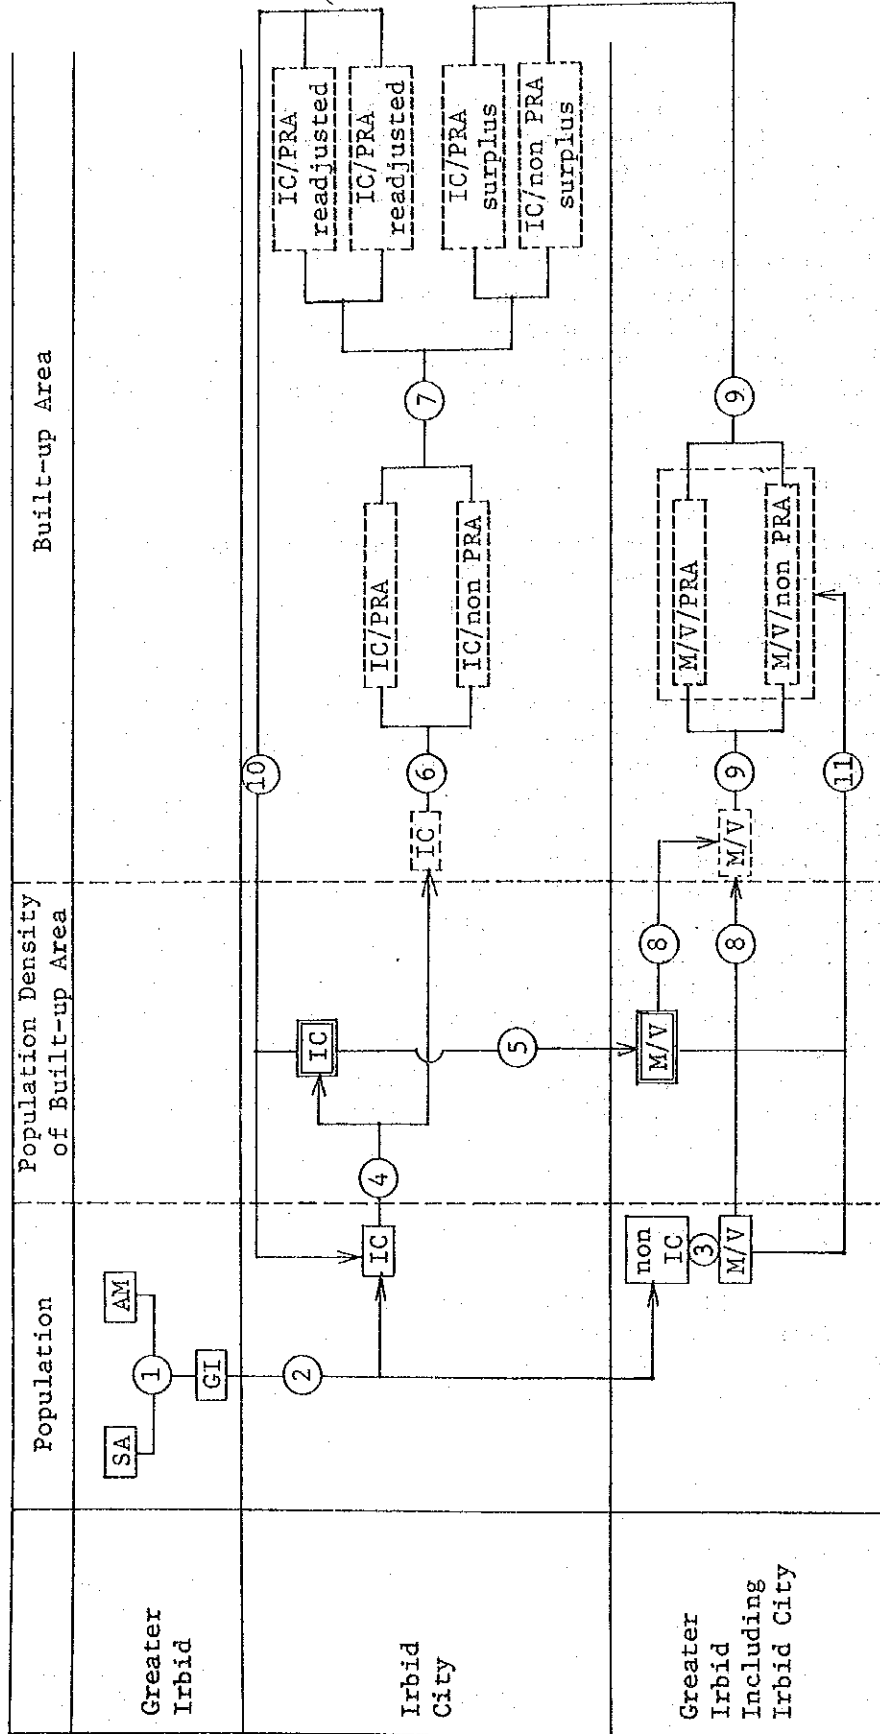 Population
Population Density
of Built-up Area
Built-up Area
Greater
Irbid
SA
1
AM
GI
Irbid
City
2
IC
4
IC
5
10
IC
6
IC/PRA
IC/non PRA
7
IC/PRA
readjusted
IC/PRA
readjusted
IC/PRA
surplus
IC/non PRA
surplus
Greater
Irbid
Including
Irbid City
non
IC
3
M/V
M/V
8
8
M/V
9
M/V/PRA
M/V/non PRA
9
11